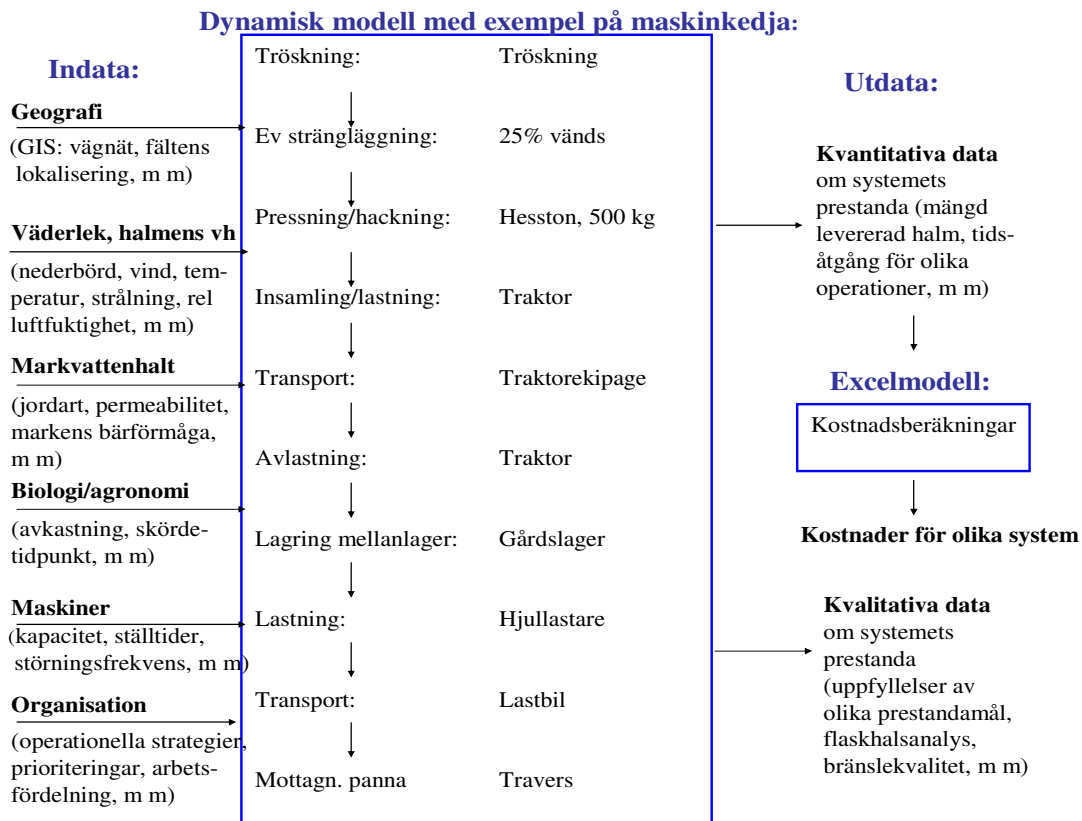 Dynamisk modell med exempel på maskinkedja:
Indata:
Geografi
(GIS: vägnät, fältens
lokalisering, m m)
Väderlek, halmens vh
(nederbörd, vind, tem-
peratur, strålning, rel
luftfuktighet, m m)
Markvattenhalt
(jordart, permeabilitet,
markens bärförmåga,
m m)
Biologi/agronomi
(avkastning, skörde-
tidpunkt, m m)
Maskiner
(kapacitet, ställtider,
störningsfrekvens, m m)
Organisation
(operationella strategier,
prioriteringar, arbets-
fördelning, m m)
Tröskning: Tröskning
Ev strängläggning: 25% vänds
Pressning/hackning: Hesston, 500 kg
Insamling/lastning: Traktor
Transport: Traktorekipage
Avlastning: Traktor
Lagring mellanlager: Gårdslager
Lastning: Hjullastare
Transport: Lastbil
Mottagn. panna Travers
Utdata:
Kvantitativa data
om systemets
prestanda (mängd
levererad halm, tids-
åtgång för olika
operationer, m m)
Excelmodell:
Kostnadsberäkningar
Kostnader för olika system
Kvalitativa data
om systemets
prestanda
(uppfyllelser av
olika prestandamål,
flaskhalsanalys,
bränslekvalitet, m m)